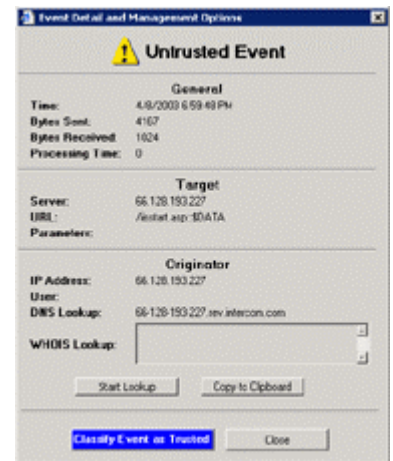 Event Detail and Management Options
Untrusted Event
General
Time: 4/8/2003 6:59:48 PM
Bytes Sent: 4167
Bytes Received: 1024
Processing Time: 0
Target
Server: 66.128.193.227
URL: /iistart.asp::$DATA
Parameters:
Originator
IP Address: 66.128.193.227
User:
DNS Lookup: 66-128-193-227.rev.intercom.com
WHOIS Lookup:
Start Lookup Copy to Clipboard
Classify Event as Trusted Close